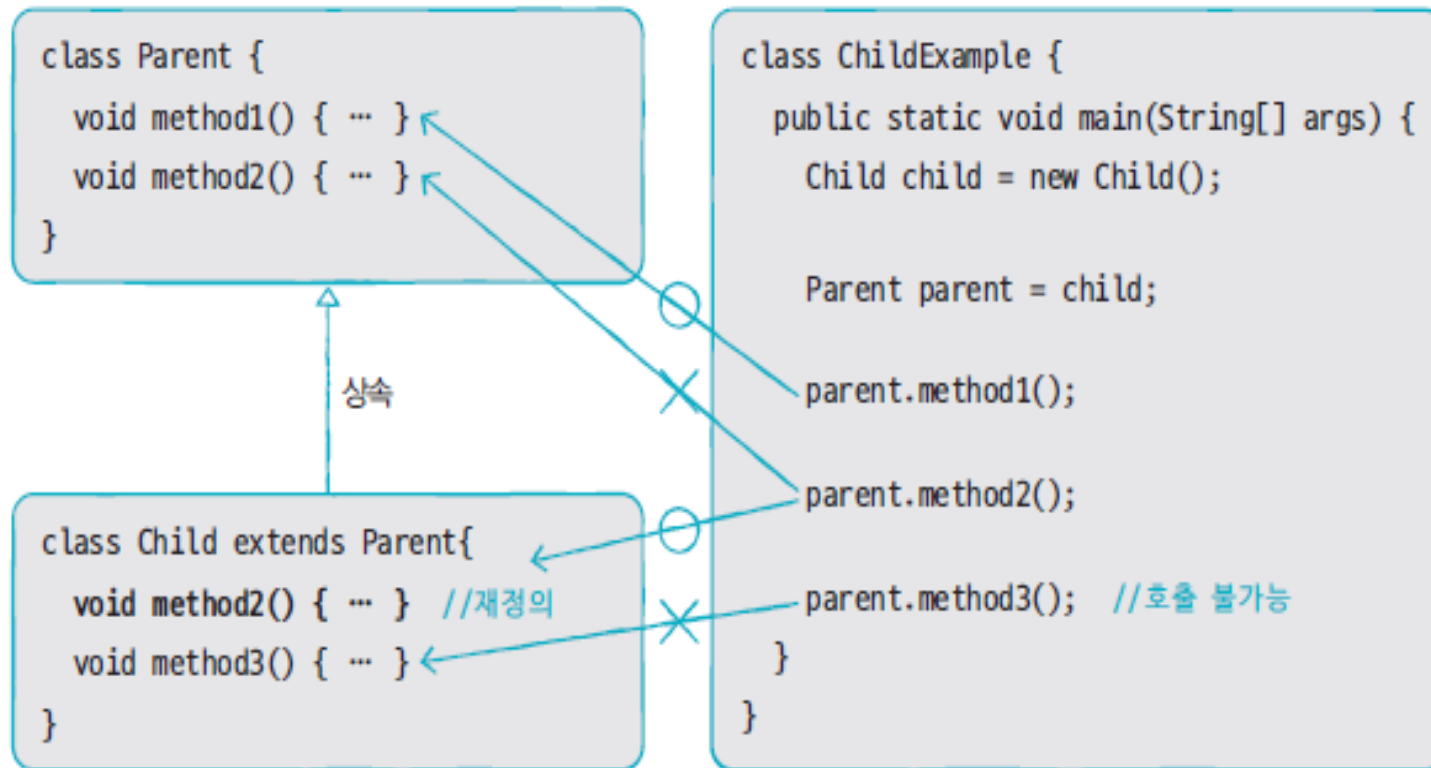 class Parent {
void method1() { … }
void method2() { … }
}
상속
class Child extends Parent{
void method2() { … } //재정의
void method3() { … }
}
class ChildExample {
public static void main(String[] args) {
Child child = new Child();
Parent parent = child;
parent.method1();
parent.method2();
parent.method3(); //호출 불가능
}
}